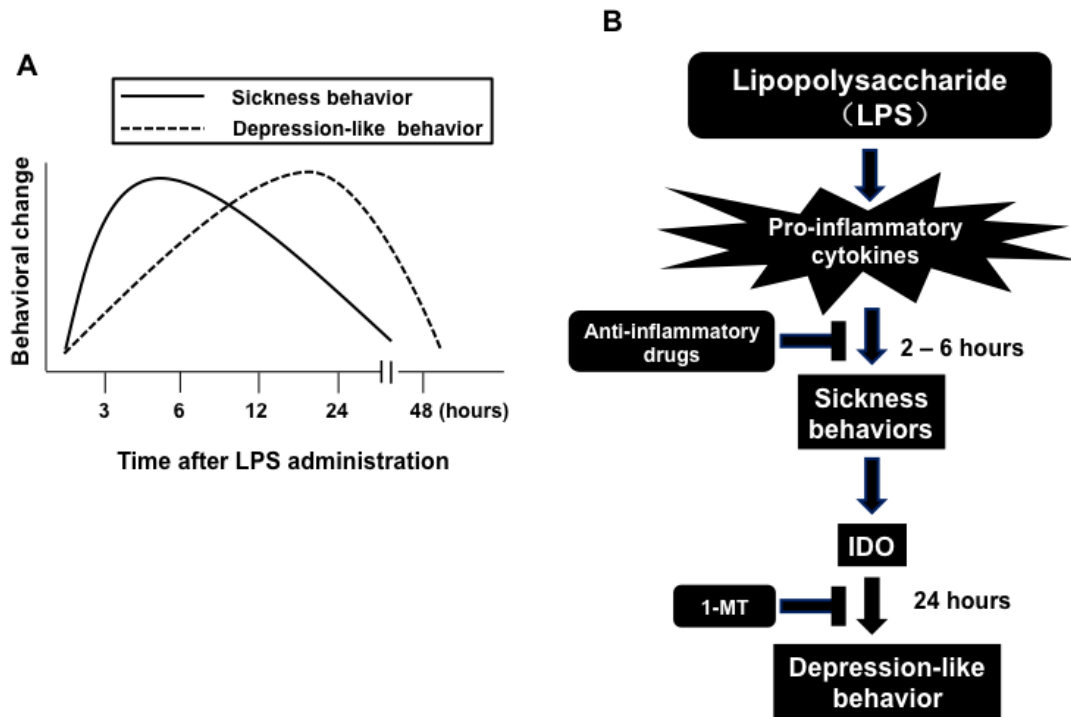 A
Sickness behavior
Depression-like behavior
Behavioral change
3 6 12 24 48 (hours)
Time after LPS administration
B
Lipopolysaccharide
（LPS）
Pro-inflammatory
cytokines
Anti-inflammatory
drugs
2 – 6 hours
Sickness
behaviors
IDO
1-MT
24 hours
Depression-like
behavior